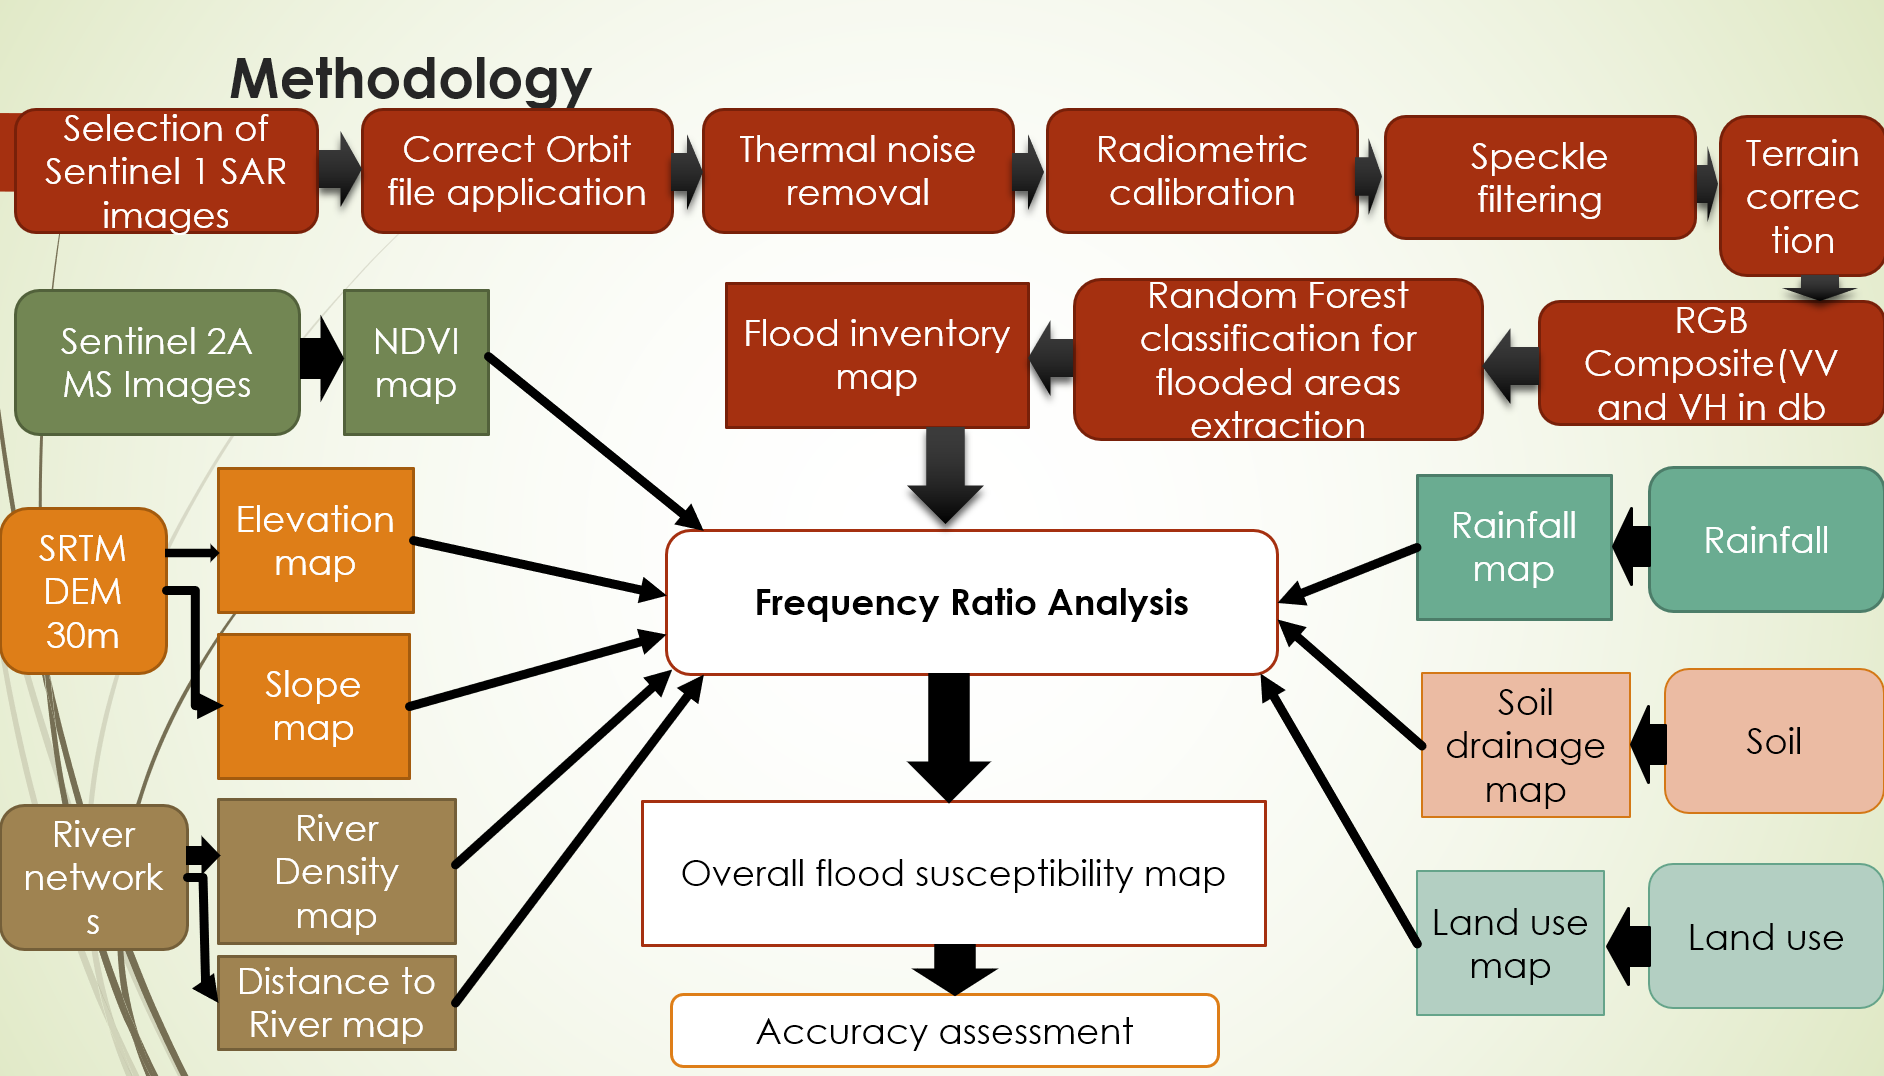 Methodology
Selection of
Sentinel 1 SAR
images
Correct Orbit
file application
Thermal noise
removal
Radiometric
calibration
Speckle
filtering
Terrain
correc
tion
Sentinel 2A
MS Images
NDVI
map
Flood inventory
map
Random Forest
classification for
flooded areas
extraction
RGB
Composite(VV
and VH in db
SRTM
DEM
30m
Elevation
map
Slope
map
Frequency Ratio Analysis
Rainfall
map
Rainfall
Soil
drainage
map
Soil
River
network
s
River
Density
map
Distance to
River map
Overall flood susceptibility map
Land use
map
Land use
Accuracy assessment